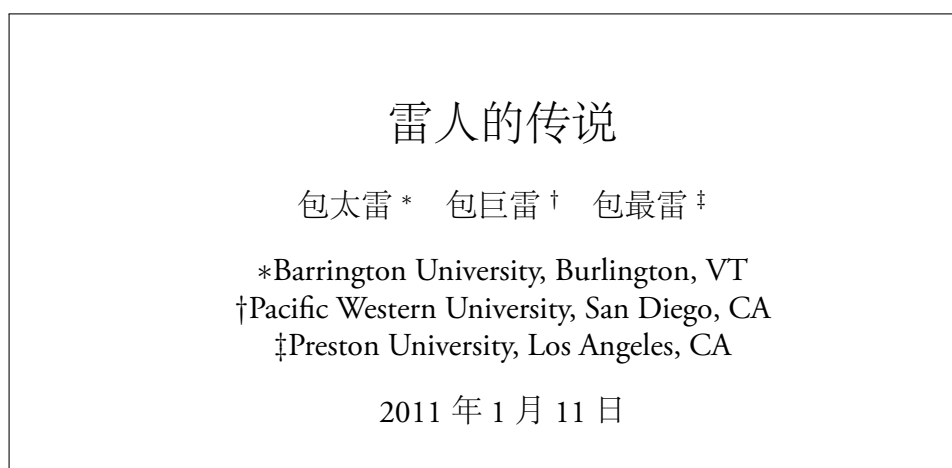 雷人的传说
包太雷 * 包巨雷 † 包最雷 ‡
*Barrington University, Burlington, VT
†Pacific Western University, San Diego, CA
‡Preston University, Los Angeles, CA
2011 年 1 月 11 日